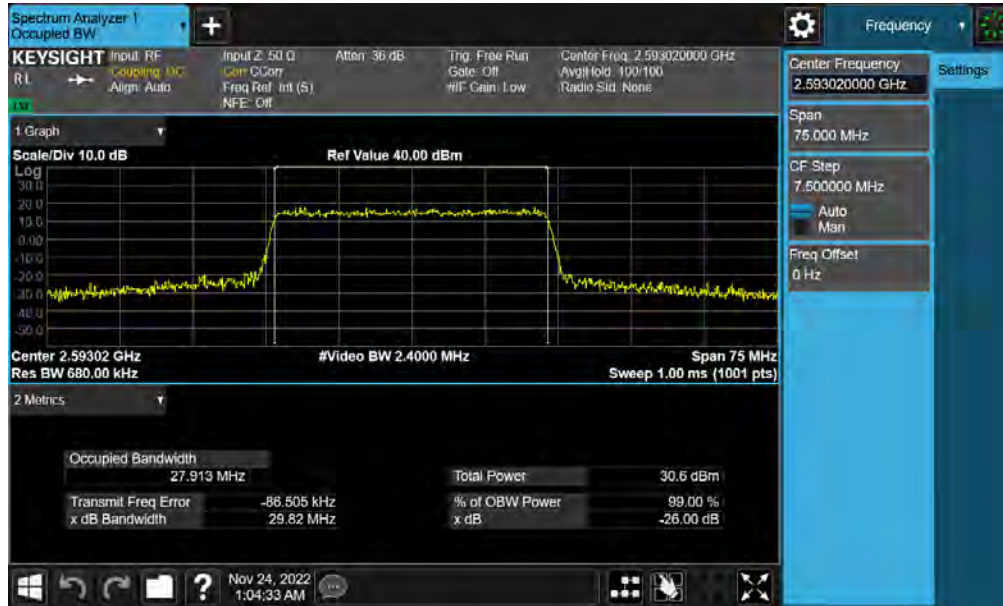 Spectrum Analyzer 1
Occupied BW
+
Frequency
KEYSIGHT
Input: RF
Coupling: DC
Align: Auto
RL
Input Z: 50 Ω
Corr CCorr
Freq Ref: Int (S)
NFE: Off
Atten: 36 dB
Trig: Free Run
Gate: Off
#IF Gain: Low
Center Freq: 2.593020000 GHz
Avg|Hold: 100/100
Radio Std: None
Center Frequency
2.593020000 GHz
Settings
Span
75.000 MHz
CF Step
7.500000 MHz
Auto
Man
Freq Offset
0 Hz
1 Graph
Scale/Div 10.0 dB
Ref Value 40.00 dBm
Log
30.0
20.0
10.0
0.00
-10.0
-20.0
-30.0
-40.0
-50.0
Center 2.59302 GHz
#Video BW 2.4000 MHz
Span 75 MHz
Res BW 680.00 kHz
Sweep 1.00 ms (1001 pts)
2 Metrics
Occupied Bandwidth
27.913 MHz
Total Power
30.6 dBm
Transmit Freq Error
-86.505 kHz
% of OBW Power
99.00 %
x dB Bandwidth
29.82 MHz
x dB
-26.00 dB
?
Nov 24, 2022
1:04:33 AM